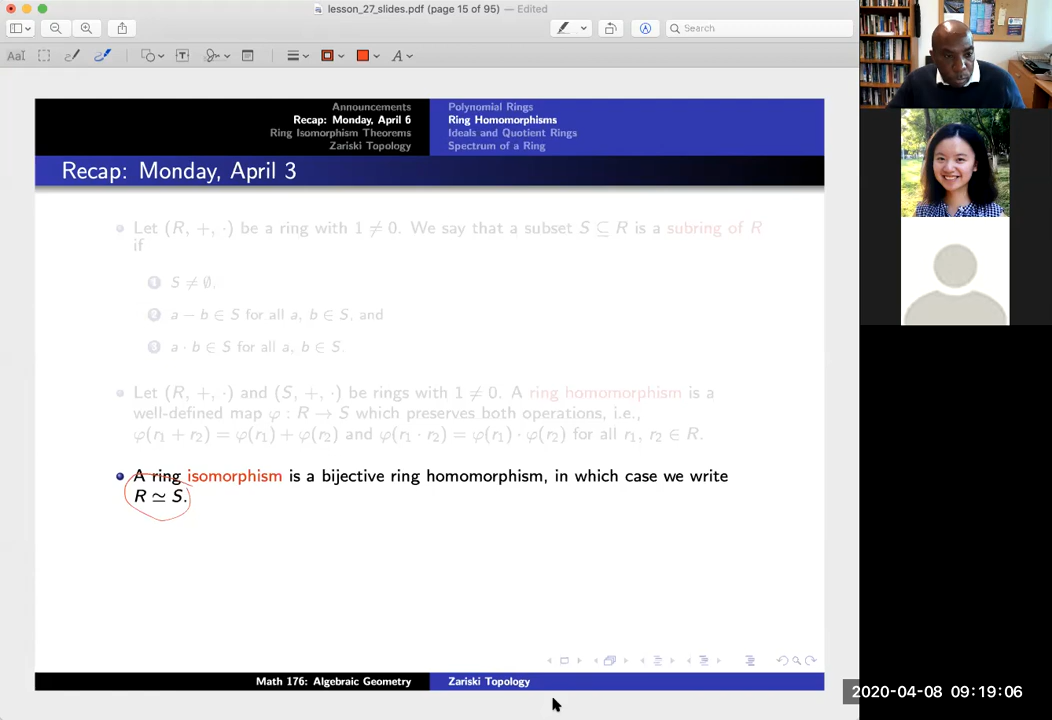 lesson_27_slides.pdf (page 15 of 95) — Edited
Search
Announcements
Recap: Monday, April 6
Ring Isomorphism Theorems
Zariski Topology
Polynomial Rings
Ring Homomorphisms
Ideals and Quotient Rings
Spectrum of a Ring
Recap: Monday, April 3
Let (R, +, ·) be a ring with 1 ≠ 0. We say that a subset S ⊆ R is a subring of R
if
1 S ≠ ∅.
2 a − b ∈ S for all a, b ∈ S, and
3 a · b ∈ S for all a, b ∈ S.
Let (R, +, ·) and (S, +, ·) be rings with 1 ≠ 0. A ring homomorphism is a
well-defined map φ : R → S which preserves both operations, i.e.,
φ(r₁ + r₂) = φ(r₁) + φ(r₂) and φ(r₁ · r₂) = φ(r₁) · φ(r₂) for all r₁, r₂ ∈ R.
A ring isomorphism is a bijective ring homomorphism, in which case we write
R ≃ S.
Math 176: Algebraic Geometry
Zariski Topology
2020-04-08 09:19:06